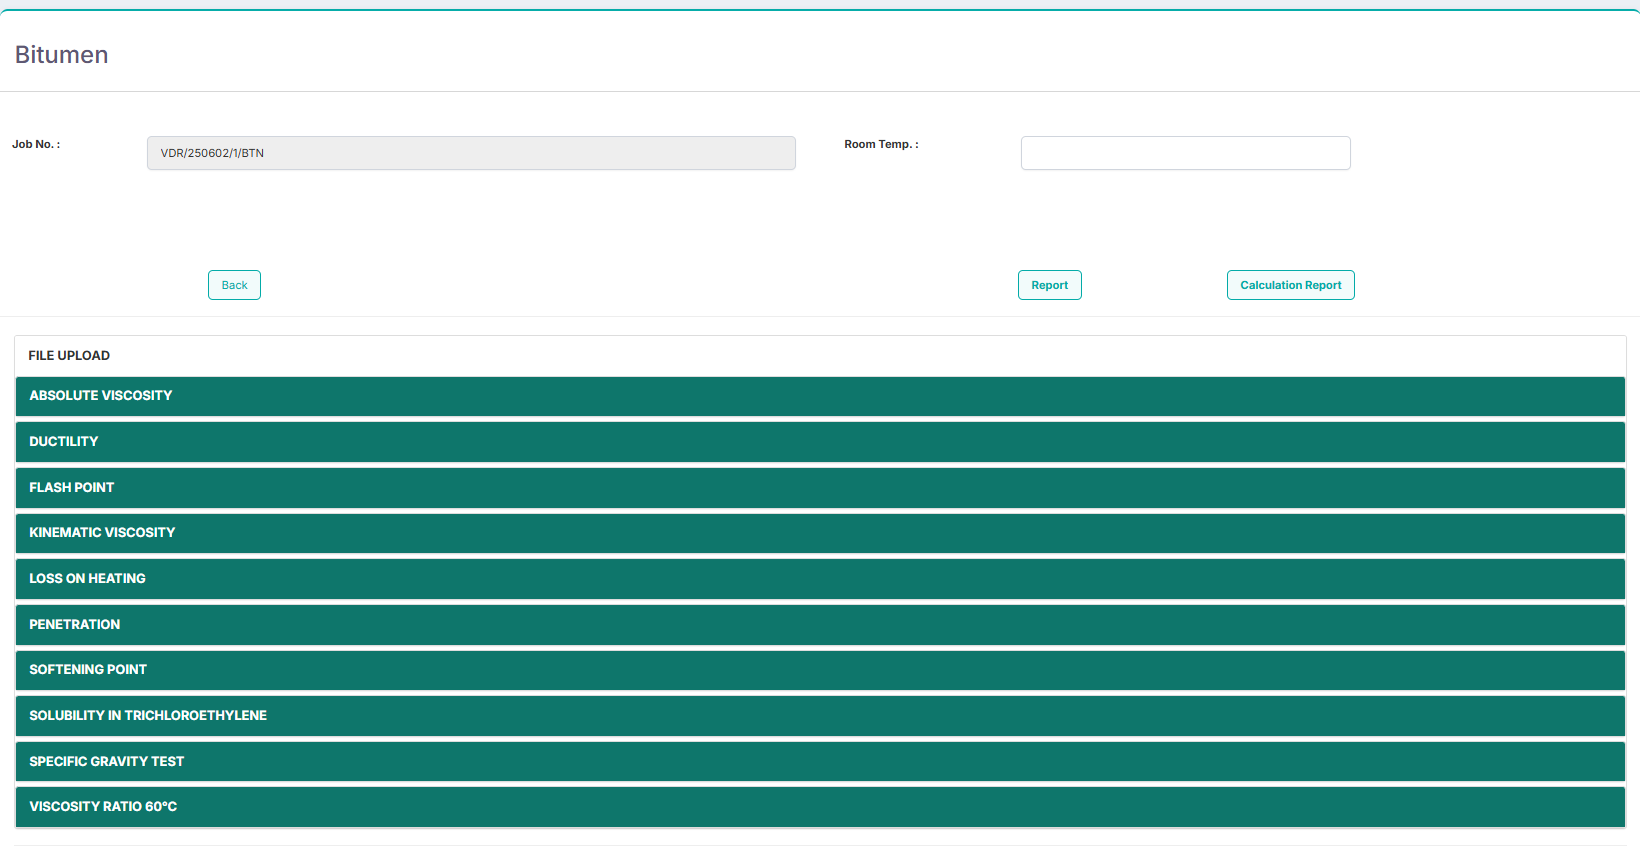 Bitumen
Job No. :
VDR/250602/1/BTN
Room Temp. :
Back
Report
Calculation Report
FILE UPLOAD
ABSOLUTE VISCOSITY
DUCTILITY
FLASH POINT
KINEMATIC VISCOSITY
LOSS ON HEATING
PENETRATION
SOFTENING POINT
SOLUBILITY IN TRICHLOROETHYLENE
SPECIFIC GRAVITY TEST
VISCOSITY RATIO 60°C